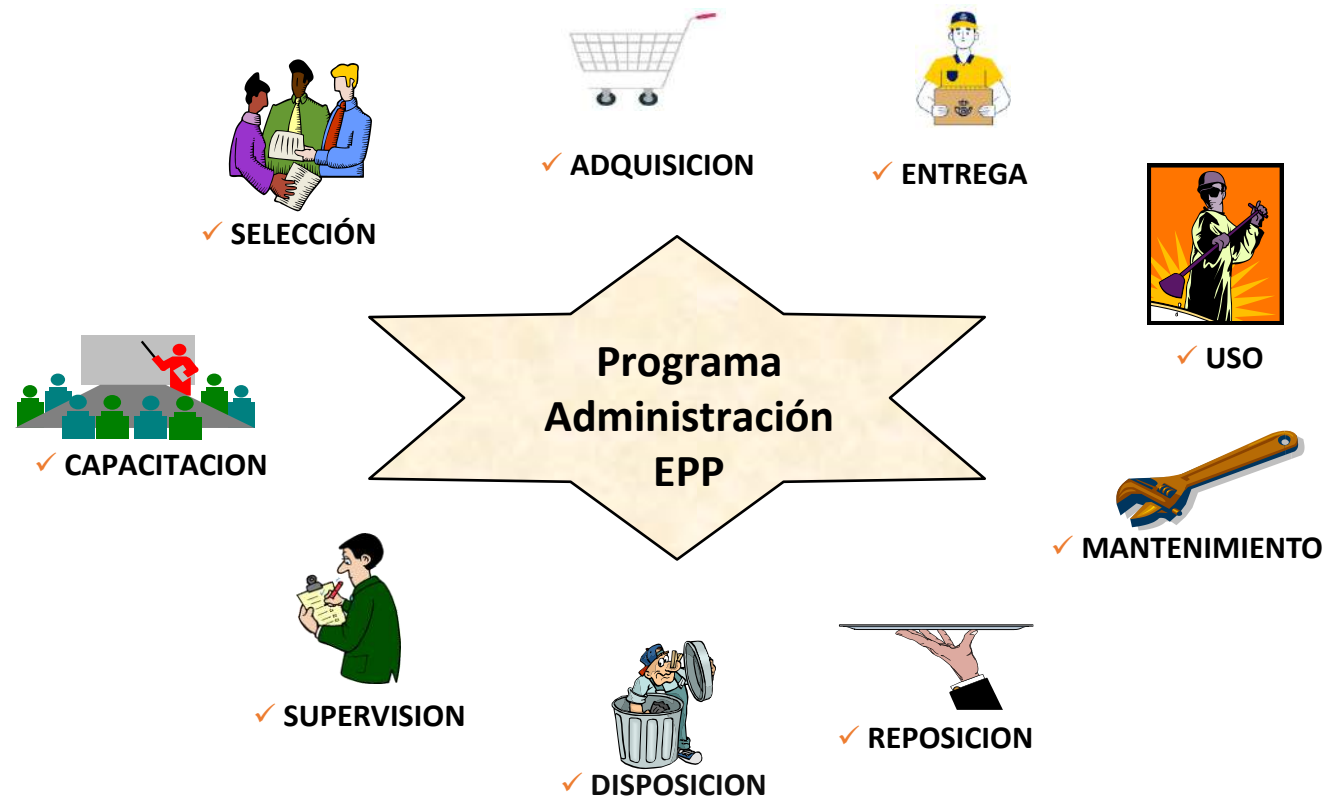 ✓ ADQUISICION
✓ ENTREGA
✓ SELECCIÓN
✓ USO
Programa
Administración
EPP
✓ CAPACITACION
✓ MANTENIMIENTO
✓ SUPERVISION
✓ REPOSICION
✓ DISPOSICION